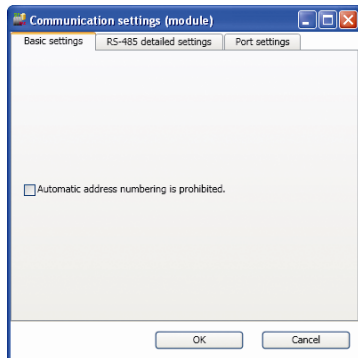 Communication settings (module)
Basic settings RS-485 detailed settings Port settings
Automatic address numbering is prohibited.
OK Cancel